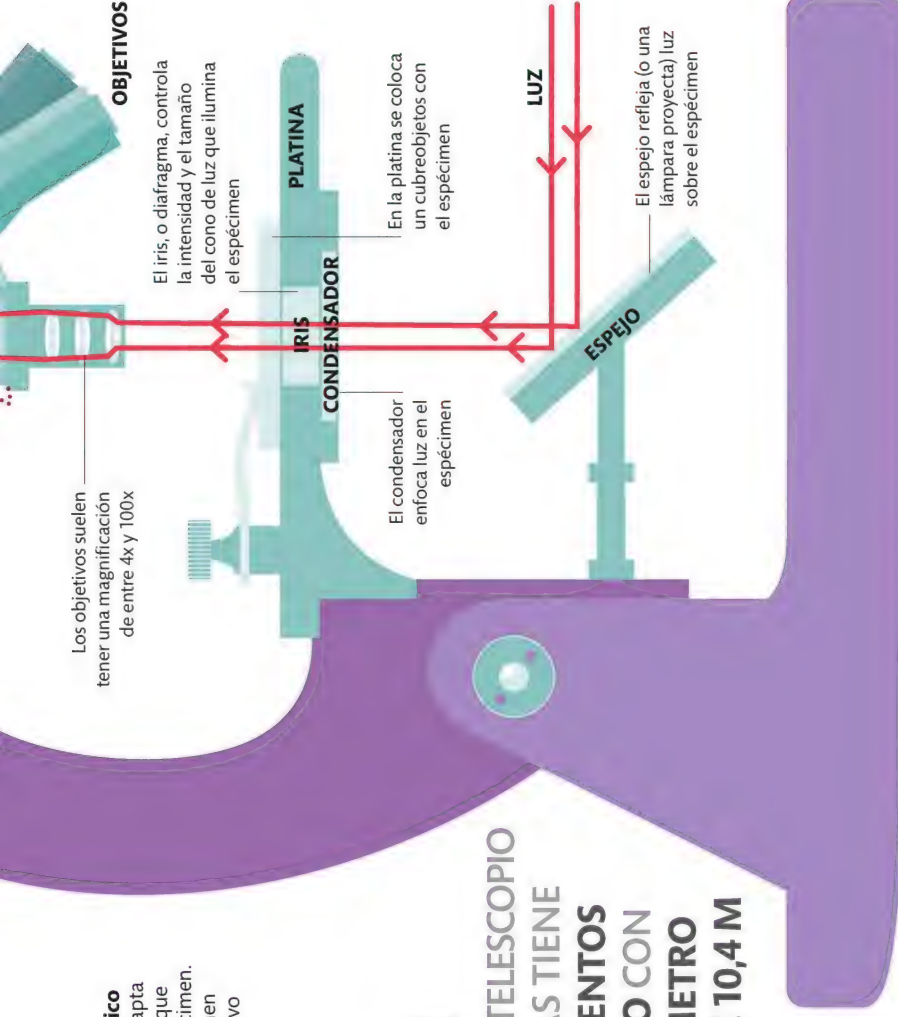 OBJETIVOS
El iris, o diafragma, controla
la intensidad y el tamaño
del cono de luz que ilumina
el espécimen
PLATINA
En la platina se coloca
un cubreobjetos con
el espécimen
LUZ
El espejo refleja (o una
lámpara proyecta) luz
sobre el espécimen
IRIS
CONDENSADOR
ESPEJO
Los objetivos suelen
tener una magnificación
de entre 4x y 100x
El condensador
enfoca luz en el
espécimen
TELESCOPIO
TIENE
CON
10,4 M
que